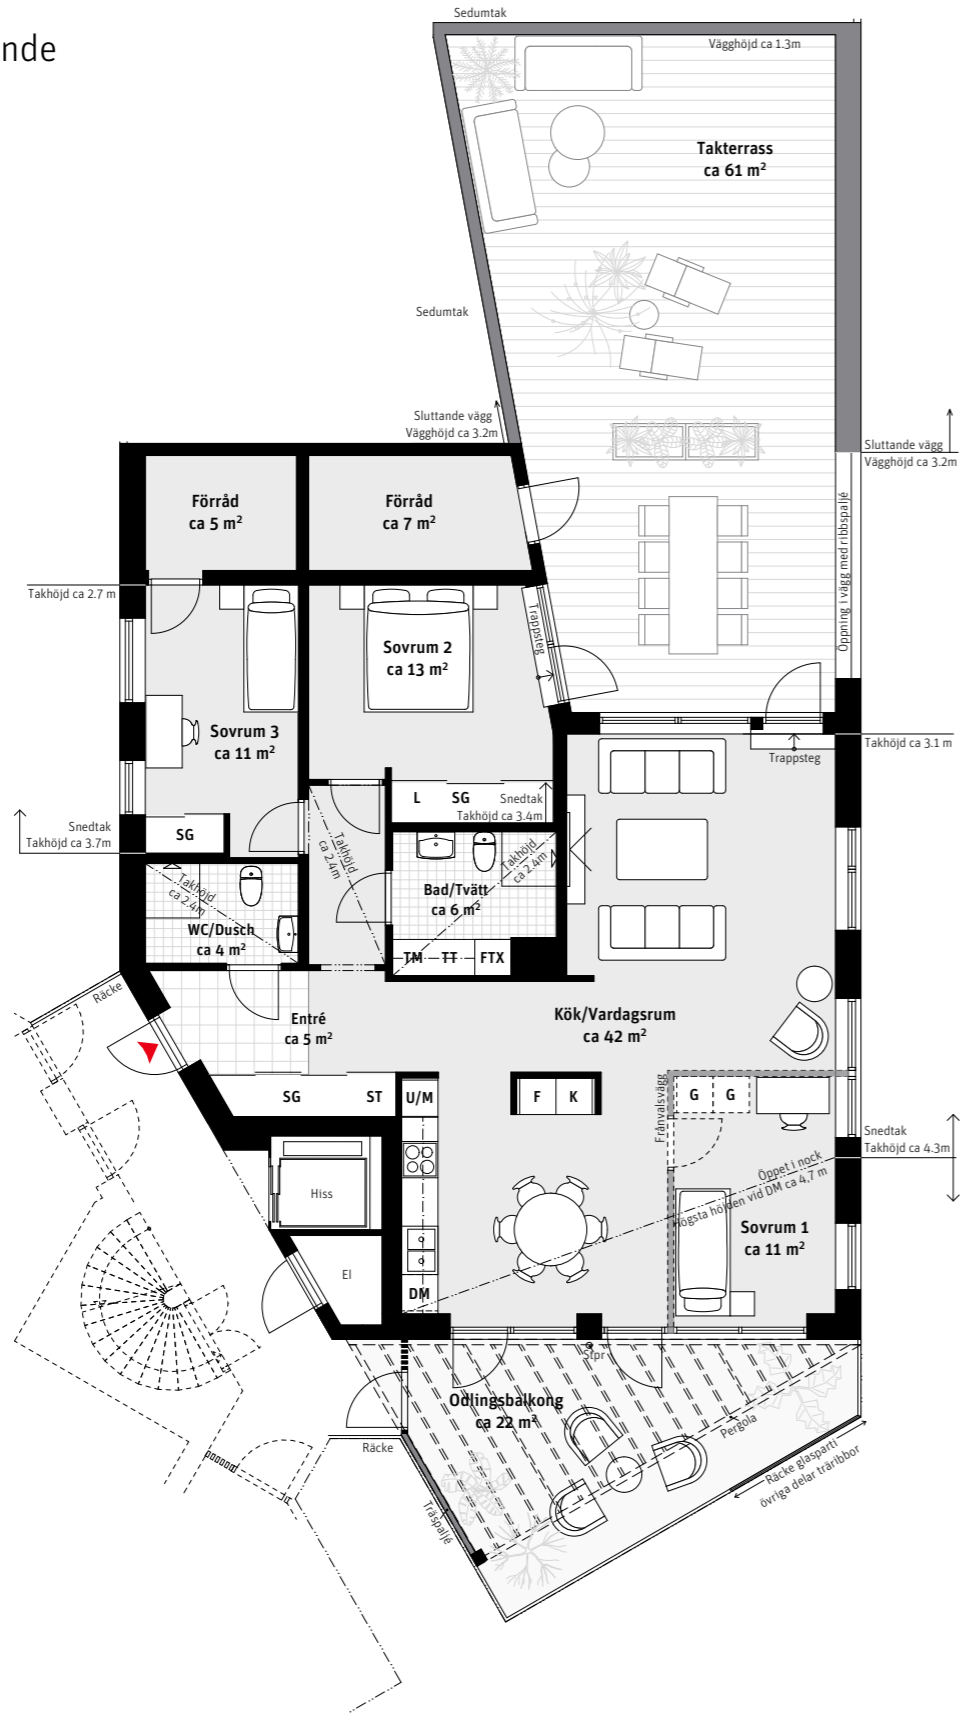 nde
Sedumtak
Vägghöjd ca 1.3m
Takterrass
ca 61 m²
Sedumtak
Sluttande vägg
Vägghöjd ca 3.2m
Sluttande vägg
Vägghöjd ca 3.2m
Öppning i vägg med ribbspaljé
Förråd
ca 5 m²
Förråd
ca 7 m²
Takhöjd ca 2.7 m
Trappsteg
Sovrum 2
ca 13 m²
Sovrum 3
ca 11 m²
Takhöjd ca 3.1 m
Trappsteg
L
SG
Snedtak
Takhöjd ca 3.4m
Snedtak
Takhöjd ca 3.7m
SG
Takhöjd
ca 2.4m
Takhöjd
ca 2.4m
Takhöjd
ca 2.4m
Bad/Tvätt
ca 6 m²
WC/Dusch
ca 4 m²
TM
TT
FTX
Räcke
Entré
ca 5 m²
Kök/Vardagsrum
ca 42 m²
SG
ST
U/M
F
K
Frånvalsvägg
G
G
Snedtak
Takhöjd ca 4.3m
Öppet i nock
Högsta höjden vid DM ca 4,7 m
Hiss
Sovrum 1
ca 11 m²
El
DM
Stpr
Odlingsbalkong
ca 22 m²
Pergola
Räcke
Räcke glasparti
övriga delar träribbor
Träspaljé